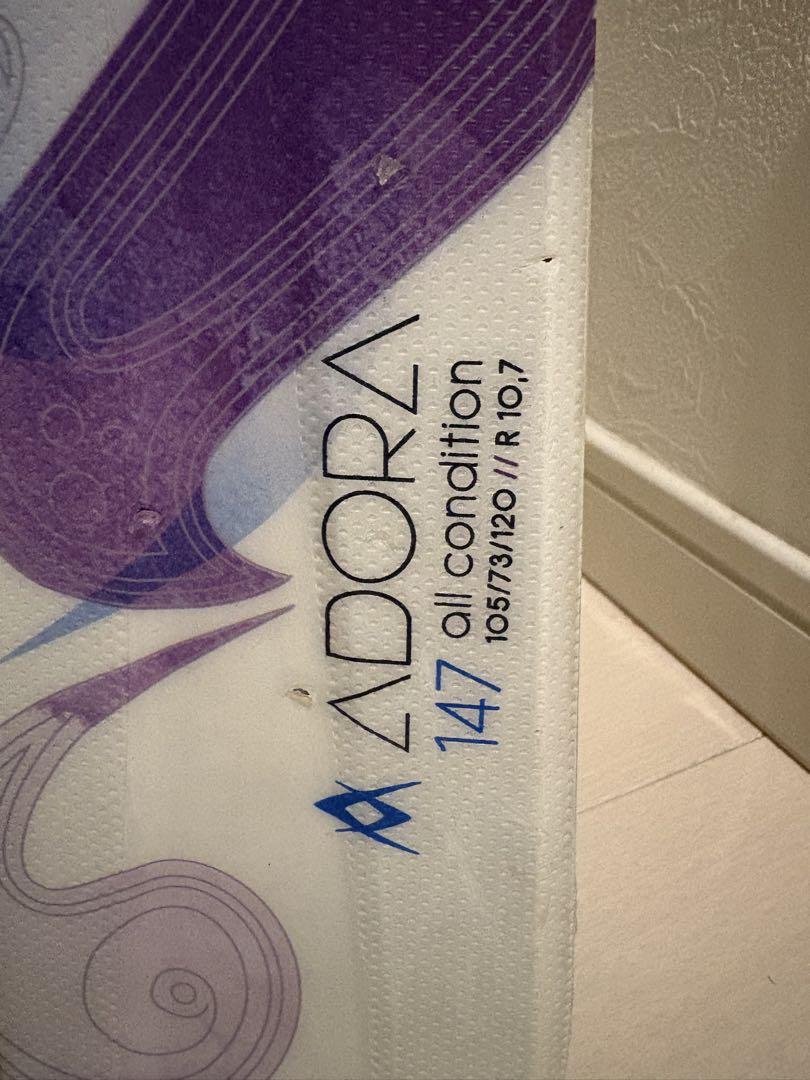 ADORA
147 all condition
105/73/120 // R 10,7